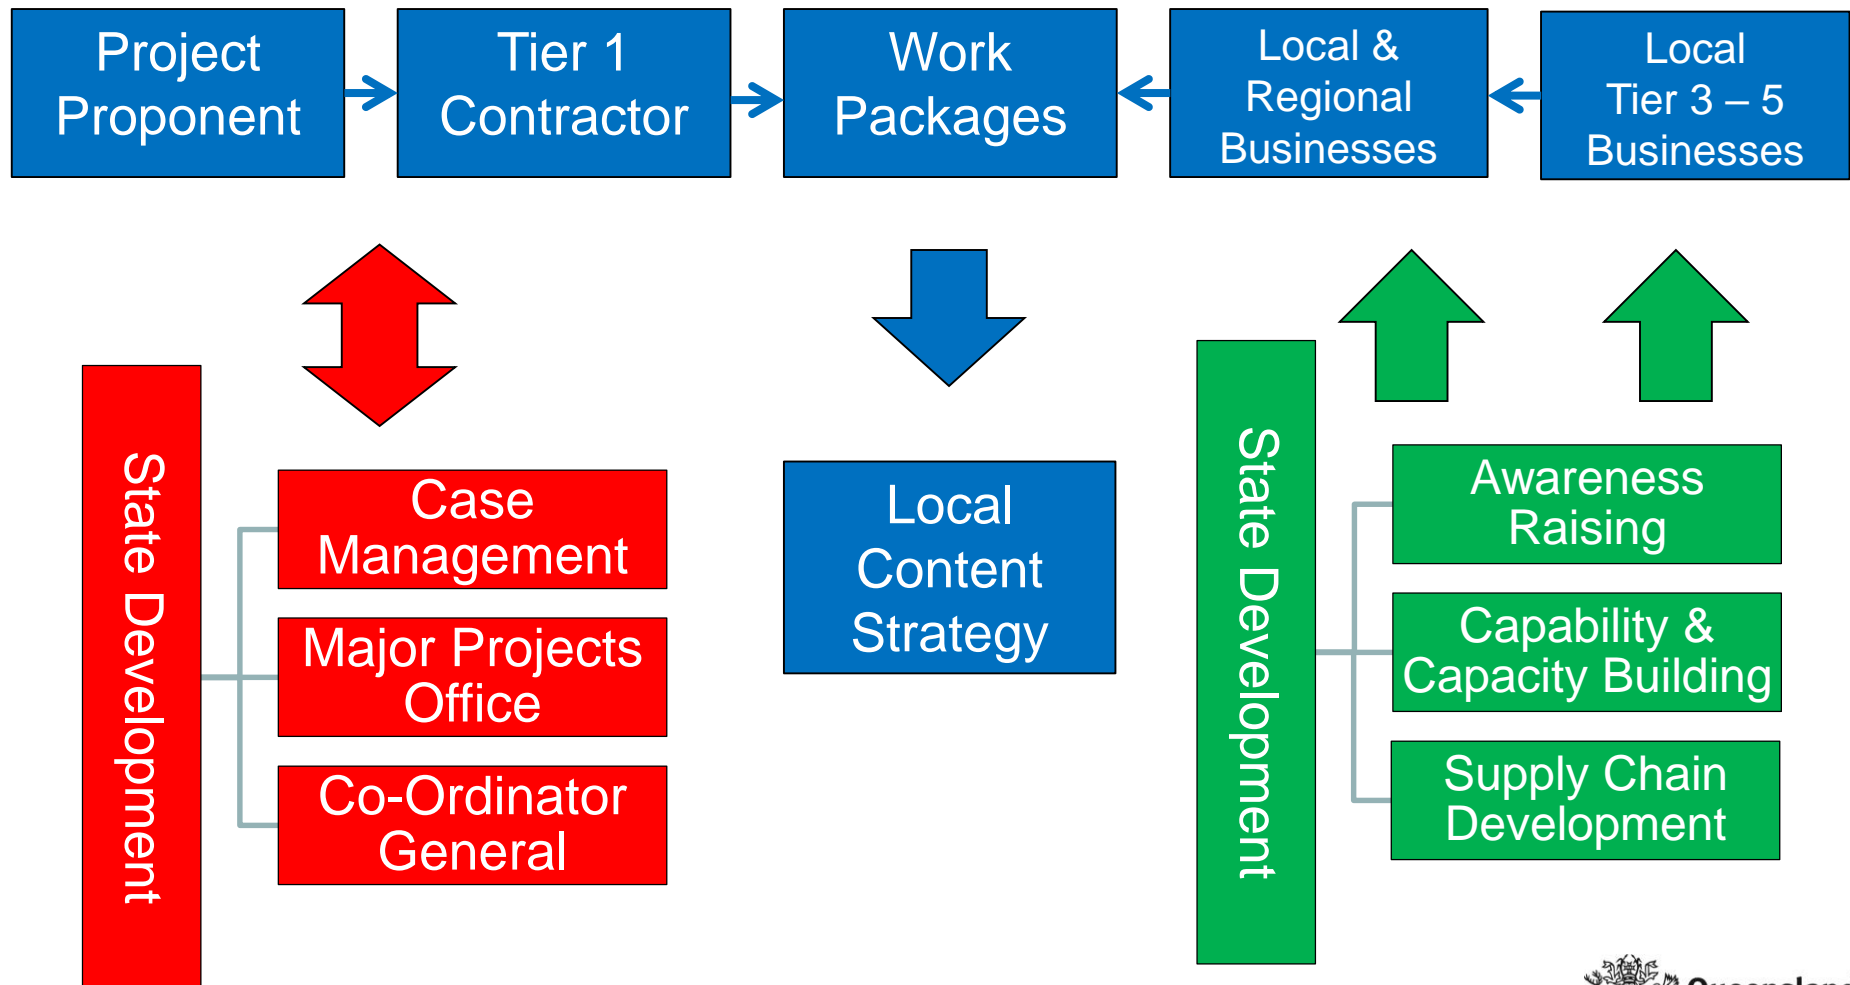 Project
Proponent
Tier 1
Contractor
Work
Packages
Local &
Regional
Businesses
Local
Tier 3 – 5
Businesses
State Development
Case
Management
Major Projects
Office
Co-Ordinator
General
Local
Content
Strategy
State Development
Awareness
Raising
Capability &
Capacity Building
Supply Chain
Development